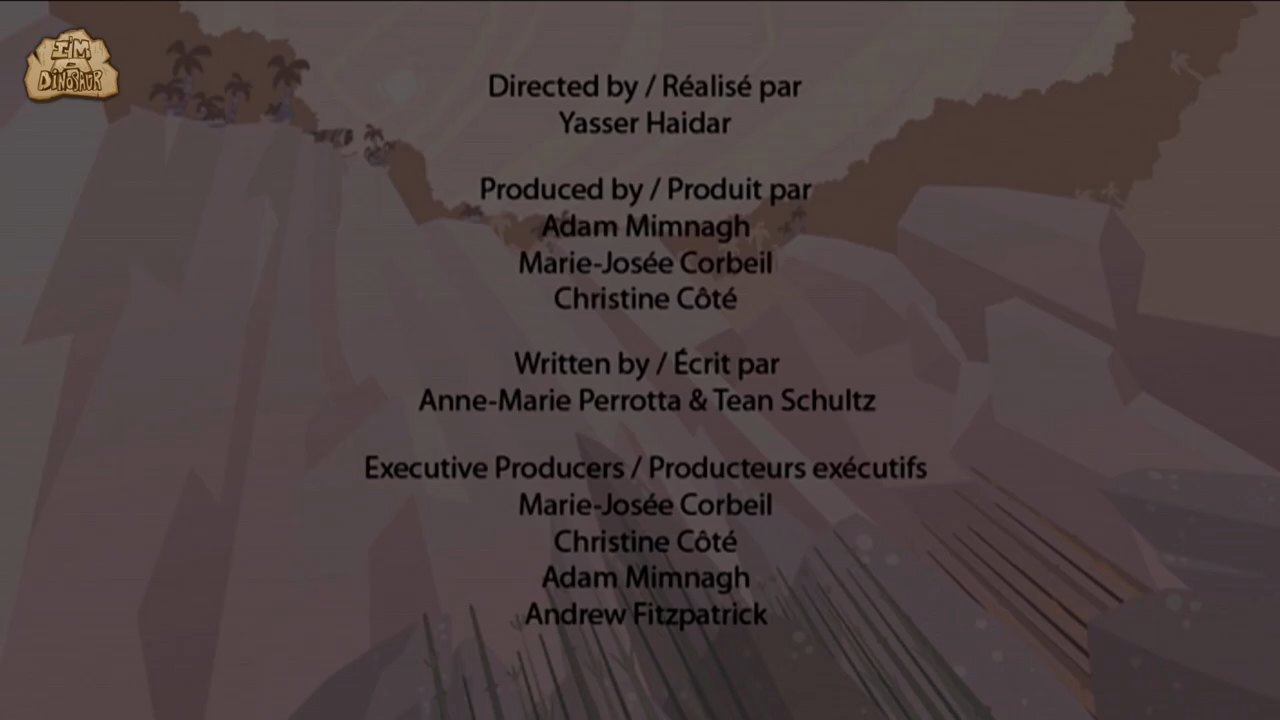 I'M
A
DINOSAUR
Directed by / Réalisé par
Yasser Haidar
Produced by / Produit par
Adam Mimnagh
Marie-Josée Corbeil
Christine Côté
Written by / Écrit par
Anne-Marie Perrotta & Tean Schultz
Executive Producers / Producteurs exécutifs
Marie-Josée Corbeil
Christine Côté
Adam Mimnagh
Andrew Fitzpatrick